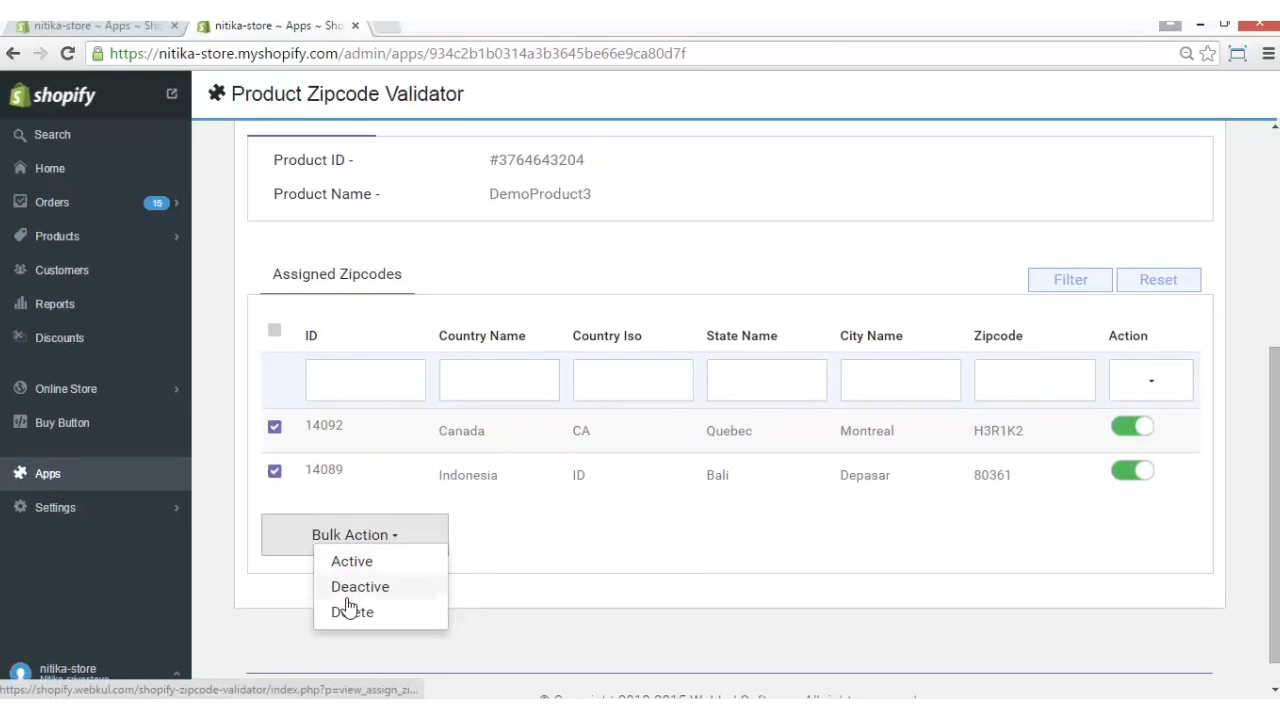 nitika-store ~ Apps ~ Sho
nitika-store ~ Apps ~ Sho
https://nitika-store.myshopify.com/admin/apps/934c2b1b0314a3b3645be66e9ca80d7f
shopify
Product Zipcode Validator
Search
Home
Orders 15
Products
Customers
Reports
Discounts
Online Store
Buy Button
Apps
Settings
nitika-store
Product ID - #3764643204
Product Name - DemoProduct3
Assigned Zipcodes
Filter Reset
ID Country Name Country Iso State Name City Name Zipcode Action
14092 Canada CA Quebec Montreal H3R1K2
14089 Indonesia ID Bali Depasar 80361
Bulk Action
Active
Deactive
Delete
https://shopify.webkul.com/shopify-zipcode-validator/index.php?p=view_assign_zi...